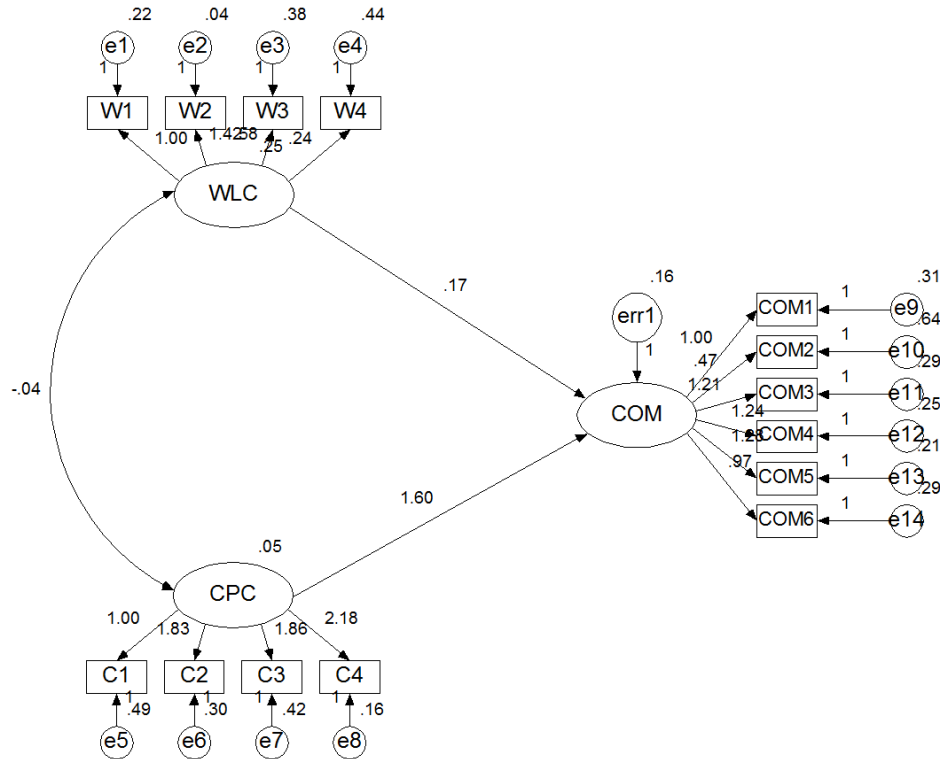 .22 .04 .38 .44
e1 e2 e3 e4
1 1 1 1
W1 W2 W3 W4
1.00 1.42 .58 .24
.25
WLC
.17
.16
err1
1
-.04
COM
1.60
1.00
.47
1.21
1.24
.97
COM1 1 e9 .31
COM2 1 e10 .64
COM3 1 e11 .29
COM4 1 e12 .25
COM5 1 e13 .21
COM6 1 e14 .29
.05
CPC
1.00 1.83 1.86 2.18
C1 C2 C3 C4
1 1 1 1
.49 .30 .42 .16
e5 e6 e7 e8